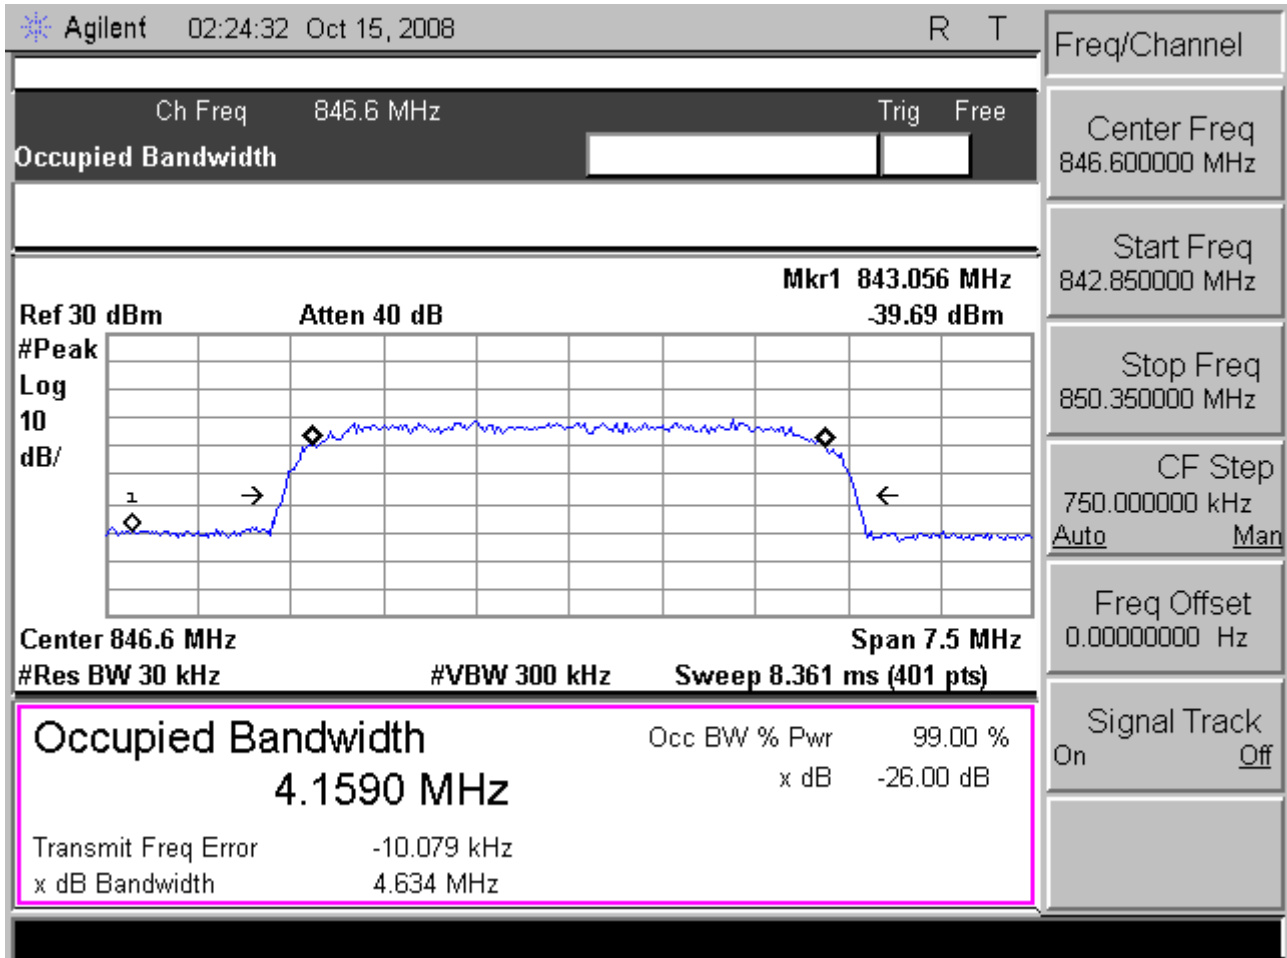 Agilent 02:24:32 Oct 15, 2008 R T
Freq/Channel
Ch Freq 846.6 MHz Trig Free
Occupied Bandwidth
Center Freq
846.600000 MHz
Start Freq
842.850000 MHz
Stop Freq
850.350000 MHz
CF Step
750.000000 kHz
Auto Man
Freq Offset
0.00000000 Hz
Signal Track
On Off
Mkr1 843.056 MHz
Ref 30 dBm Atten 40 dB -39.69 dBm
#Peak
Log
10
dB/
1
Center 846.6 MHz Span 7.5 MHz
#Res BW 30 kHz #VBW 300 kHz Sweep 8.361 ms (401 pts)
Occupied Bandwidth Occ BW % Pwr 99.00 %
4.1590 MHz x dB -26.00 dB
Transmit Freq Error -10.079 kHz
x dB Bandwidth 4.634 MHz